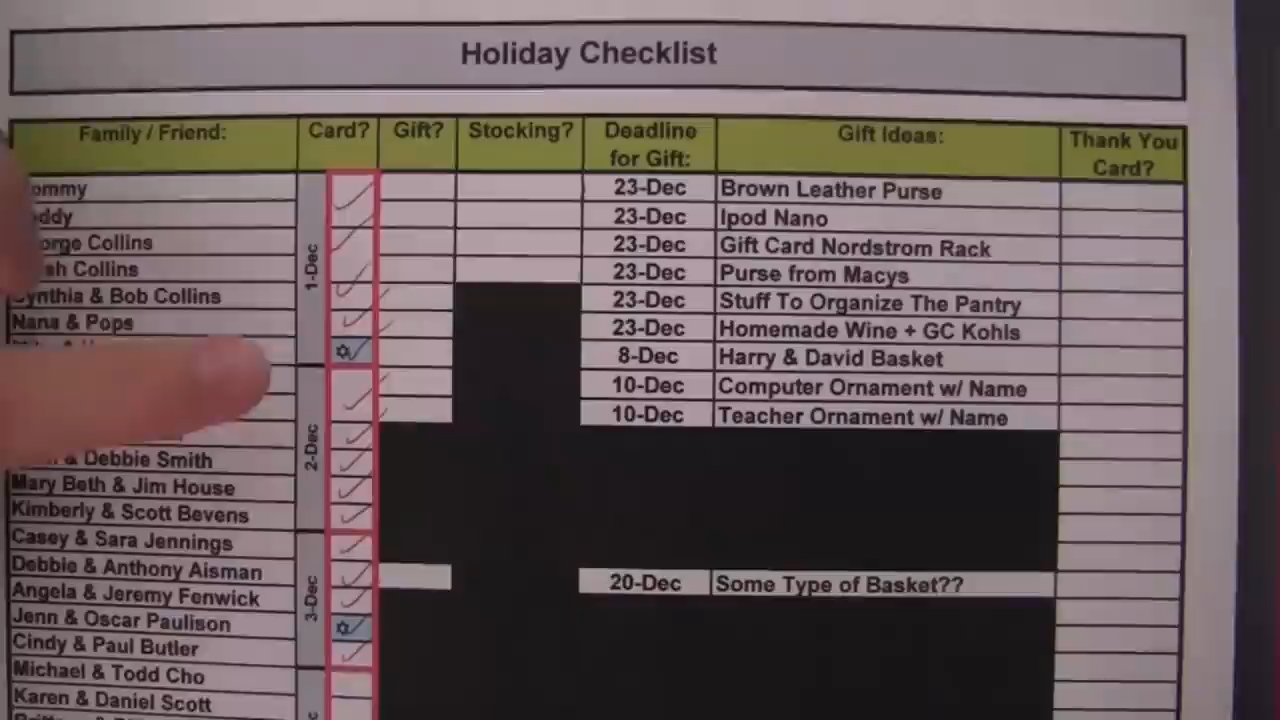 Holiday Checklist
Family / Friend: Card? Gift? Stocking? Deadline for Gift: Gift Ideas: Thank You Card?
1-Dec
23-Dec Brown Leather Purse
23-Dec Ipod Nano
Collins 23-Dec Gift Card Nordstrom Rack
Collins 23-Dec Purse from Macys
Cynthia & Bob Collins 23-Dec Stuff To Organize The Pantry
Nana & Pops 23-Dec Homemade Wine + GC Kohls
8-Dec Harry & David Basket
2-Dec
10-Dec Computer Ornament w/ Name
10-Dec Teacher Ornament w/ Name
& Debbie Smith
Mary Beth & Jim House
Kimberly & Scott Bevens
3-Dec
Casey & Sara Jennings
Debbie & Anthony Aisman 20-Dec Some Type of Basket??
Angela & Jeremy Fenwick
Jenn & Oscar Paulison
Cindy & Paul Butler
Michael & Todd Cho
Karen & Daniel Scott